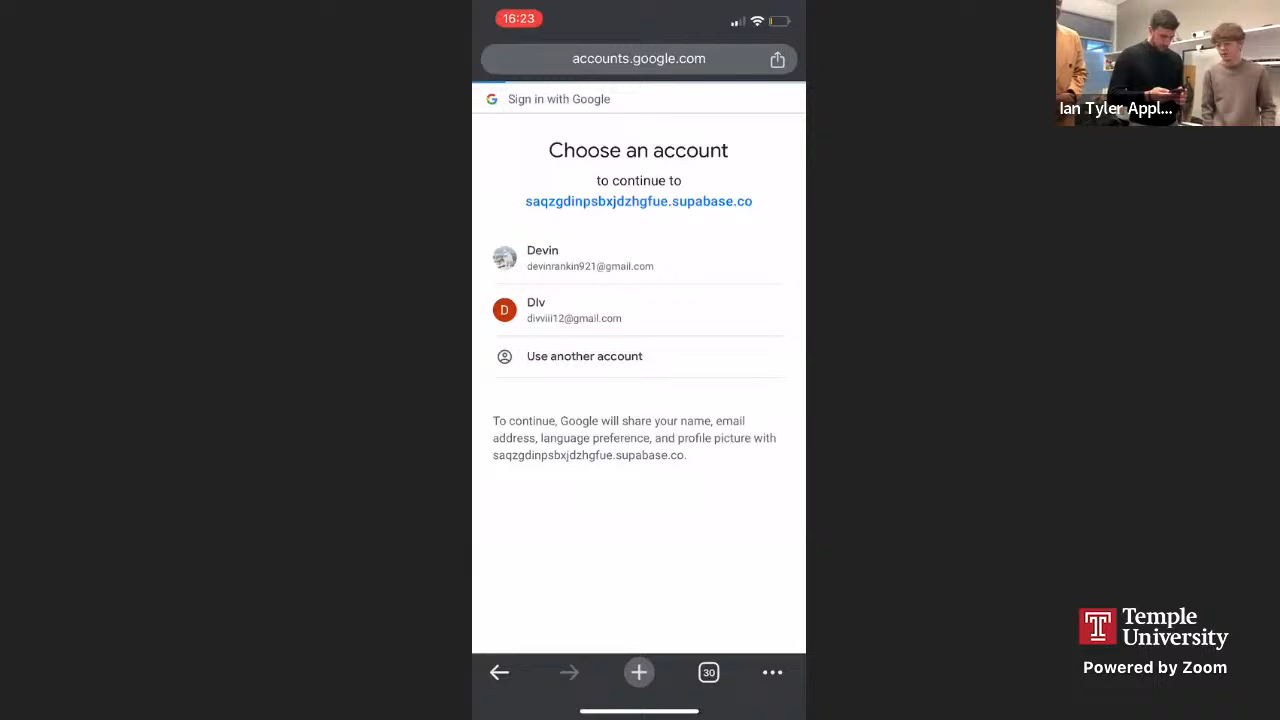 16:23
accounts.google.com
Sign in with Google
Choose an account
to continue to
saqzgdinpsbxjdzhgfue.supabase.co
Devin
devinrankin921@gmail.com
D
DIv
divviii12@gmail.com
Use another account
To continue, Google will share your name, email
address, language preference, and profile picture with
saqzgdinpsbxjdzhgfue.supabase.co.
30
Ian Tyler Appl...
Temple
University
Powered by Zoom